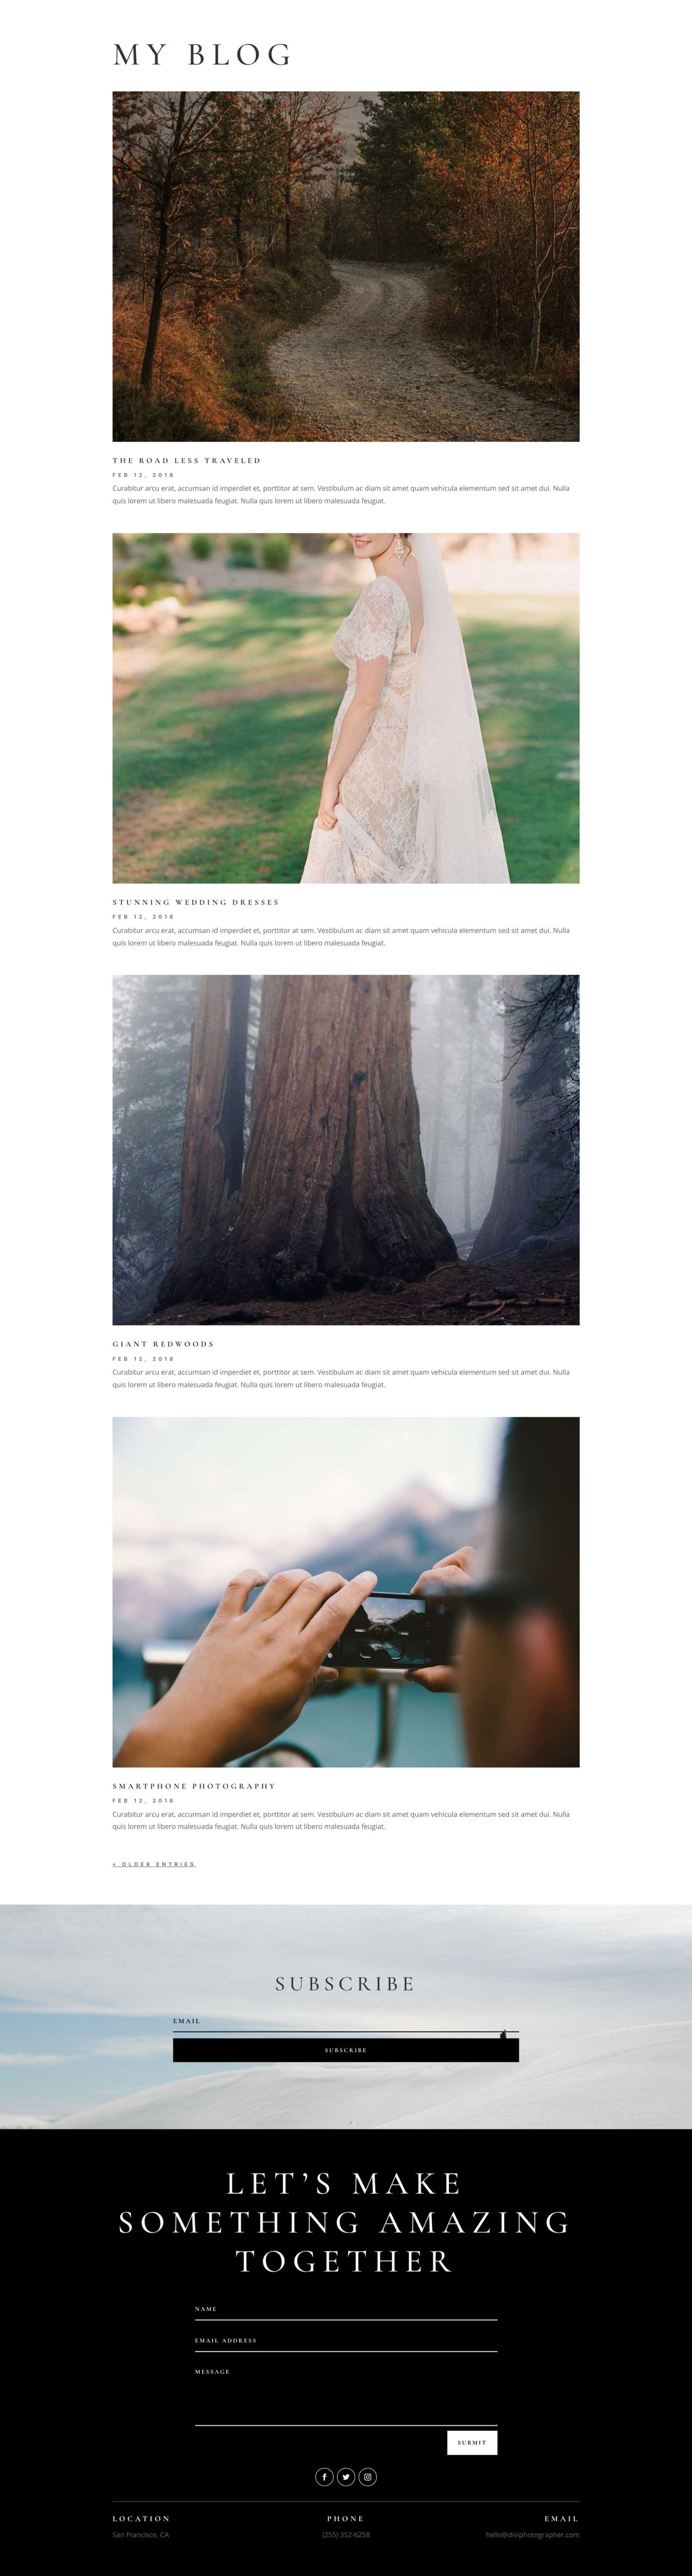 MY BLOG
THE ROAD LESS TRAVELED
FEB 12, 2018
Curabitur arcu erat, accumsan id imperdiet et, porttitor at sem. Vestibulum ac diam sit amet quam vehicula elementum sed sit amet dui. Nulla
quis lorem ut libero malesuada feugiat. Nulla quis lorem ut libero malesuada feugiat.
STUNNING WEDDING DRESSES
FEB 12, 2018
Curabitur arcu erat, accumsan id imperdiet et, porttitor at sem. Vestibulum ac diam sit amet quam vehicula elementum sed sit amet dui. Nulla
quis lorem ut libero malesuada feugiat. Nulla quis lorem ut libero malesuada feugiat.
GIANT REDWOODS
FEB 12, 2018
Curabitur arcu erat, accumsan id imperdiet et, porttitor at sem. Vestibulum ac diam sit amet quam vehicula elementum sed sit amet dui. Nulla
quis lorem ut libero malesuada feugiat. Nulla quis lorem ut libero malesuada feugiat.
SMARTPHONE PHOTOGRAPHY
FEB 12, 2018
Curabitur arcu erat, accumsan id imperdiet et, porttitor at sem. Vestibulum ac diam sit amet quam vehicula elementum sed sit amet dui. Nulla
quis lorem ut libero malesuada feugiat. Nulla quis lorem ut libero malesuada feugiat.
« OLDER ENTRIES
SUBSCRIBE
EMAIL
SUBSCRIBE
LET’S MAKE
SOMETHING AMAZING
TOGETHER
NAME
EMAIL ADDRESS
MESSAGE
SUBMIT
LOCATION PHONE EMAIL
San Francisco, CA (255) 352-6258 hello@diviphotographer.com